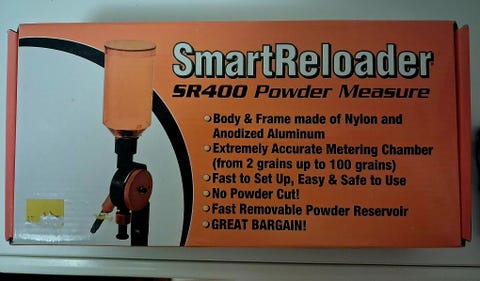 SmartReloader
SR400 Powder Measure
Body & Frame made of Nylon and
Anodized Aluminum
Extremely Accurate Metering Chamber
(from 2 grains up to 100 grains)
Fast to Set Up, Easy & Safe to Use
No Powder Cut!
Fast Removable Powder Reservoir
GREAT BARGAIN!